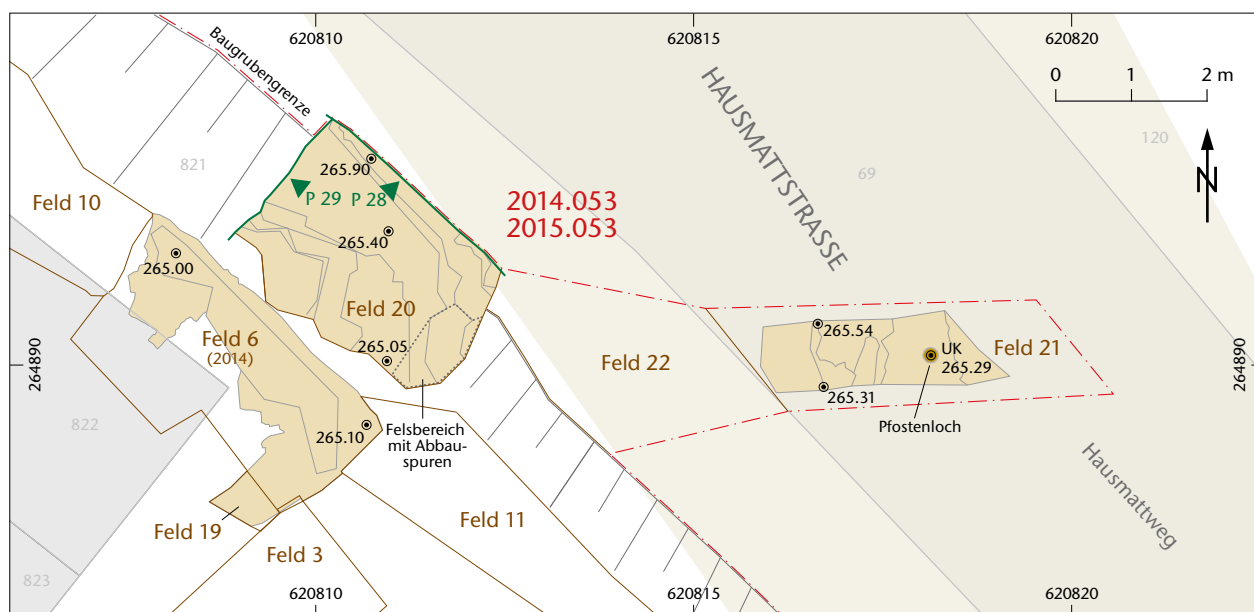 620810
620815
620820
Baugrubengrenze
HAUSMATTSTRASSE
0 1 2 m
120
821
69
265.90
P 29 P 28
2014.053
2015.053
N
Feld 10
265.40
265.00
Feld 20
Feld 6
(2014)
265.54
UK
265.29
Feld 21
265.05
Feld 22
264890
264890
265.31
822
265.10
Felsbereich
mit Abbau-
spuren
Pfostenloch
Hausmattweg
Feld 19
Feld 11
Feld 3
823
620810
620815
620820